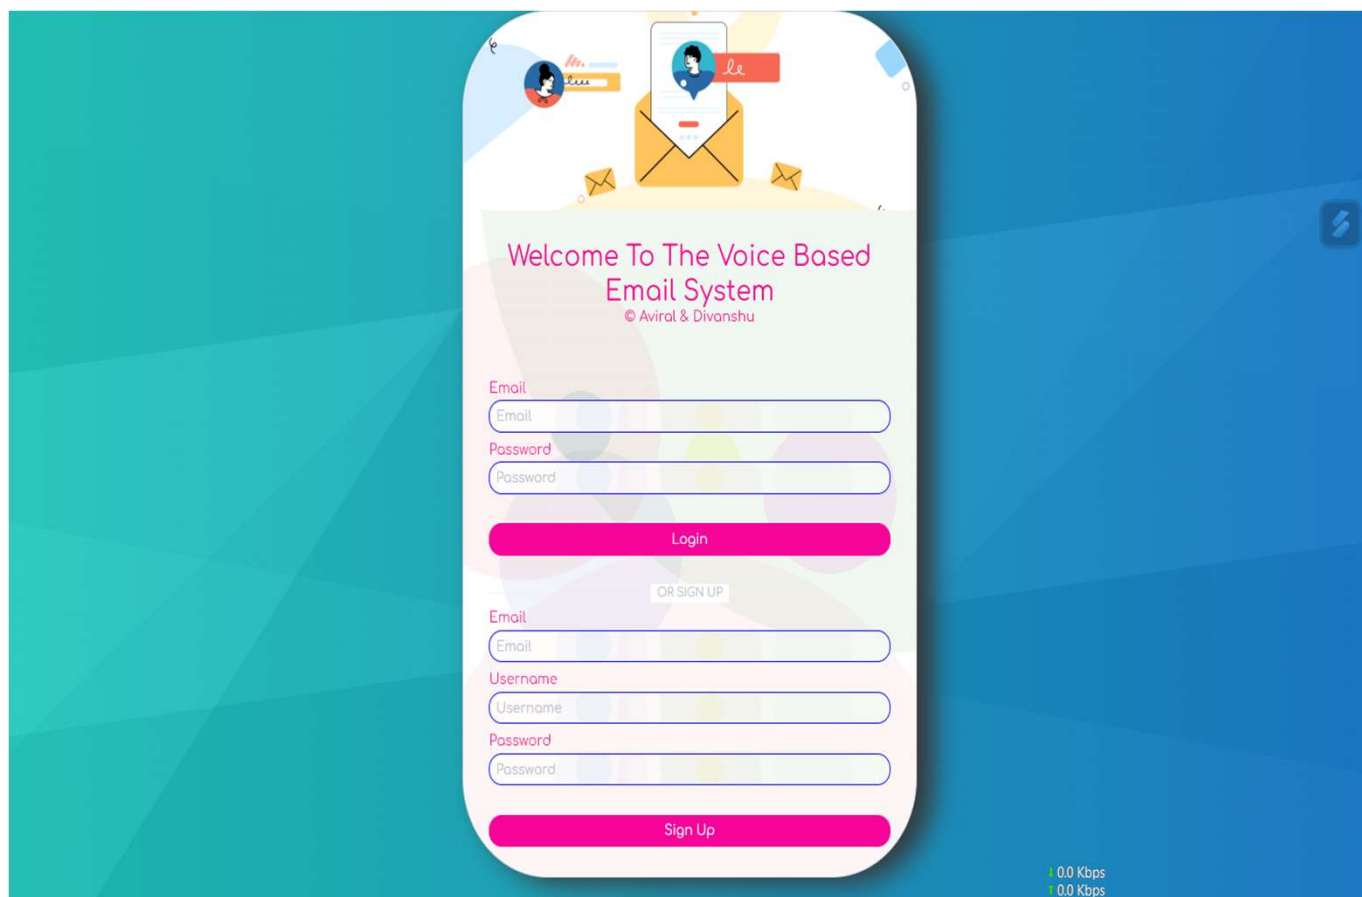 le
Welcome To The Voice Based
Email System
© Aviral & Divanshu
Email
Email
Password
Password
Login
OR SIGN UP
Email
Email
Username
Username
Password
Password
Sign Up
↓ 0.0 Kbps
↑ 0.0 Kbps